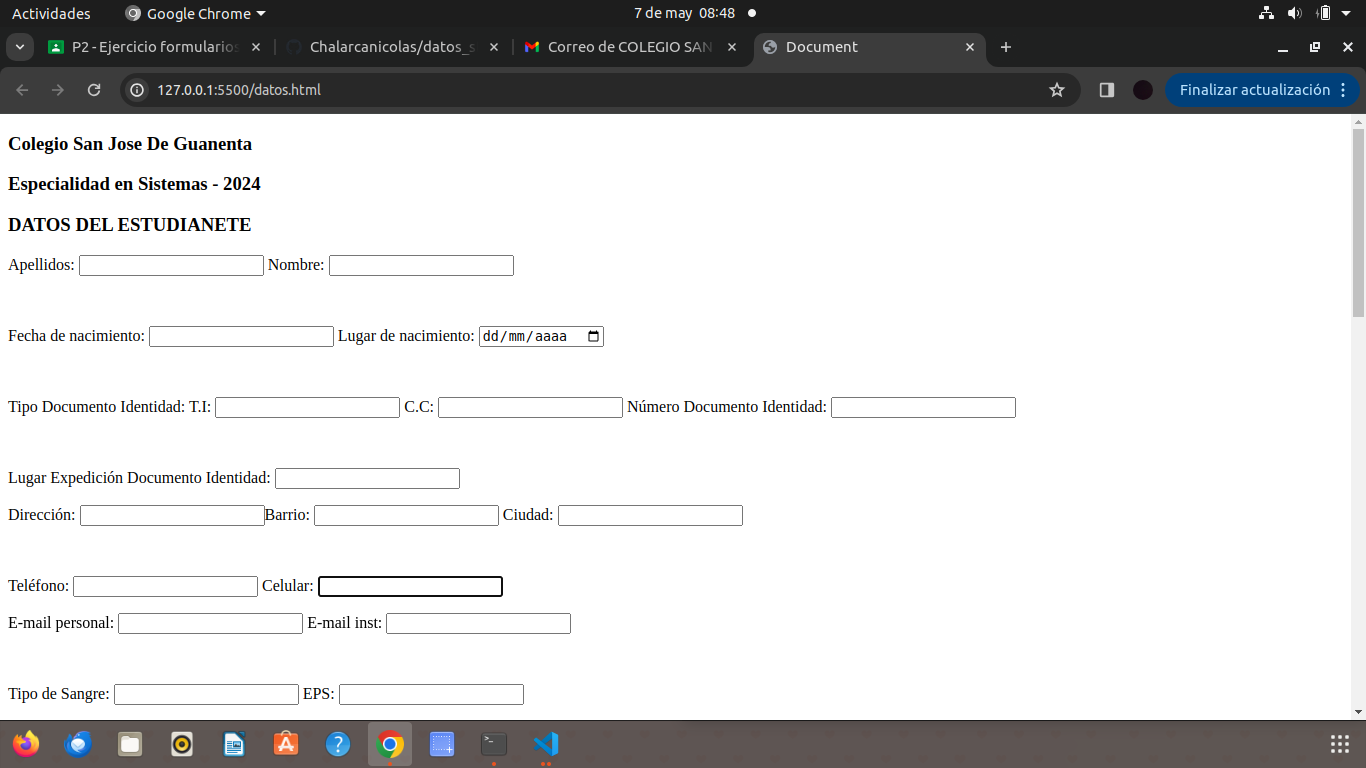 Actividades Google Chrome 7 de may 08:48
P2 - Ejercicio formularios Chalarcanicolas/datos_s Correo de COLEGIO SAN Document
127.0.0.1:5500/datos.html Finalizar actualización
Colegio San Jose De Guanenta
Especialidad en Sistemas - 2024
DATOS DEL ESTUDIANETE
Apellidos: Nombre:
Fecha de nacimiento: Lugar de nacimiento: dd/mm/aaaa
Tipo Documento Identidad: T.I: C.C: Número Documento Identidad:
Lugar Expedición Documento Identidad:
Dirección: Barrio: Ciudad:
Teléfono: Celular:
E-mail personal: E-mail inst:
Tipo de Sangre: EPS: